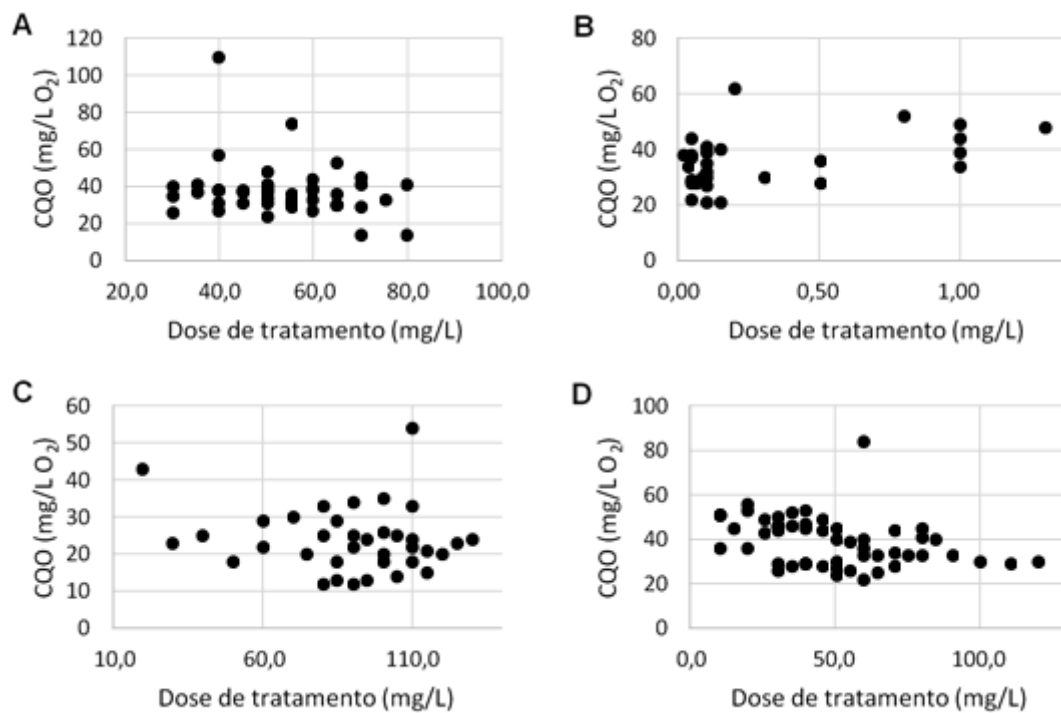 A
CQO (mg/L O₂)
120
100
80
60
40
20
0
20,0 40,0 60,0 80,0 100,0
Dose de tratamento (mg/L)
B
CQO (mg/L O₂)
80
60
40
20
0
0,00 0,50 1,00
Dose de tratamento (mg/L)
C
CQO (mg/L O₂)
60
50
40
30
20
10
0
10,0 60,0 110,0
Dose de tratamento (mg/L)
D
CQO (mg/L O₂)
100
80
60
40
20
0
0,0 50,0 100,0
Dose de tratamento (mg/L)